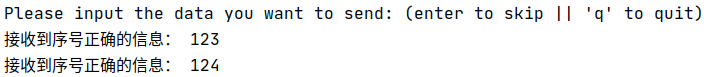 Please input the data you want to send: (enter to skip || 'q' to quit)
接收到序号正确的信息： 123
接收到序号正确的信息： 124